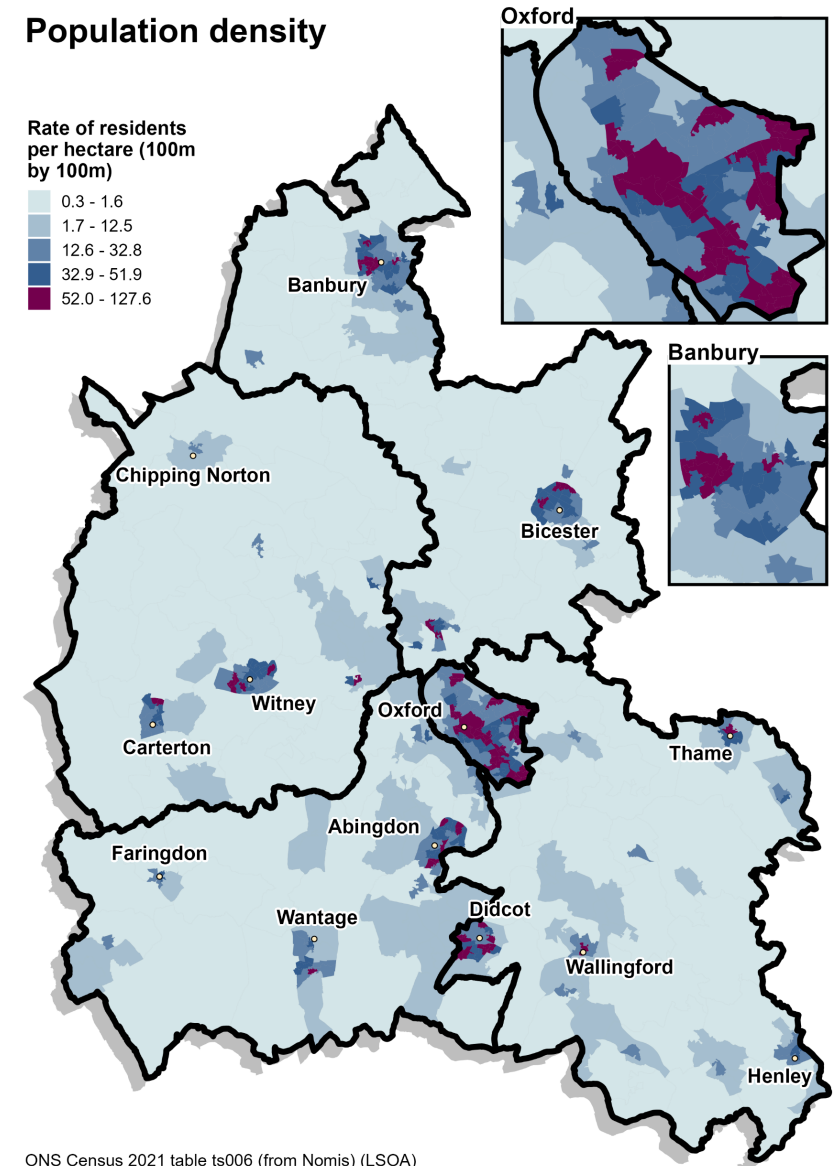 Population density
Oxford
Rate of residents
per hectare (100m
by 100m)
0.3 - 1.6
1.7 - 12.5
12.6 - 32.8
32.9 - 51.9
52.0 - 127.6
Banbury
Banbury
Chipping Norton
Bicester
Witney
Oxford
Carterton
Thame
Abingdon
Faringdon
Didcot
Wantage
Wallingford
Henley
ONS Census 2021 table ts006 (from Nomis) (LSOA)